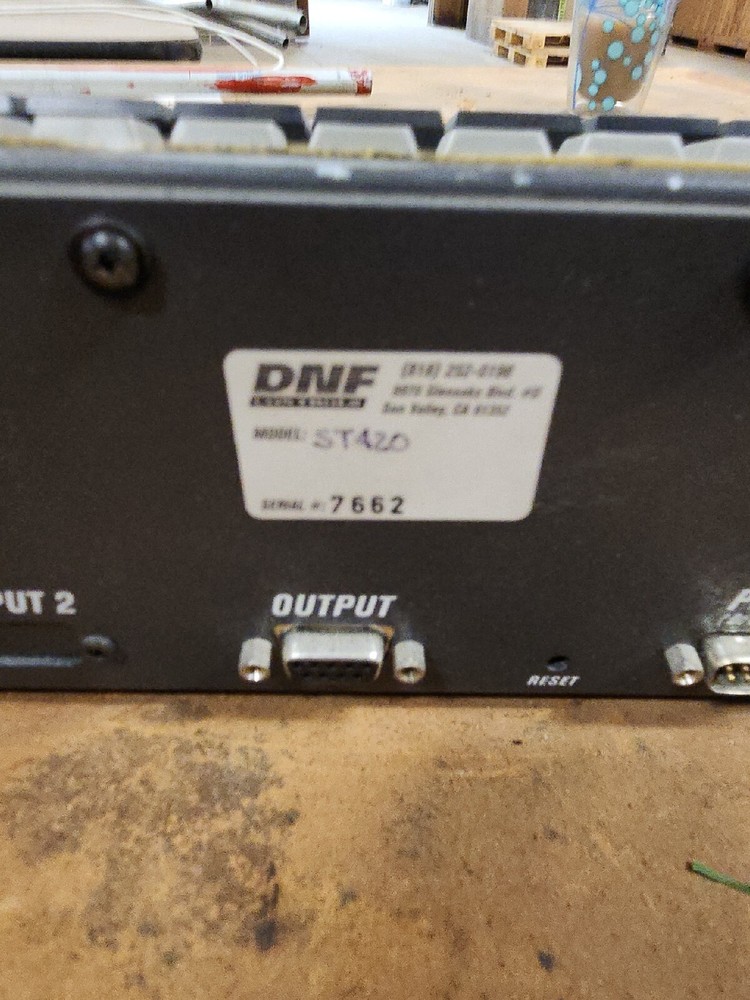 DNF
(818) 252-0198
Sun Valley, CA 91352
MODEL: ST420
SERIAL #: 7662
PUT 2
OUTPUT
RESET
P